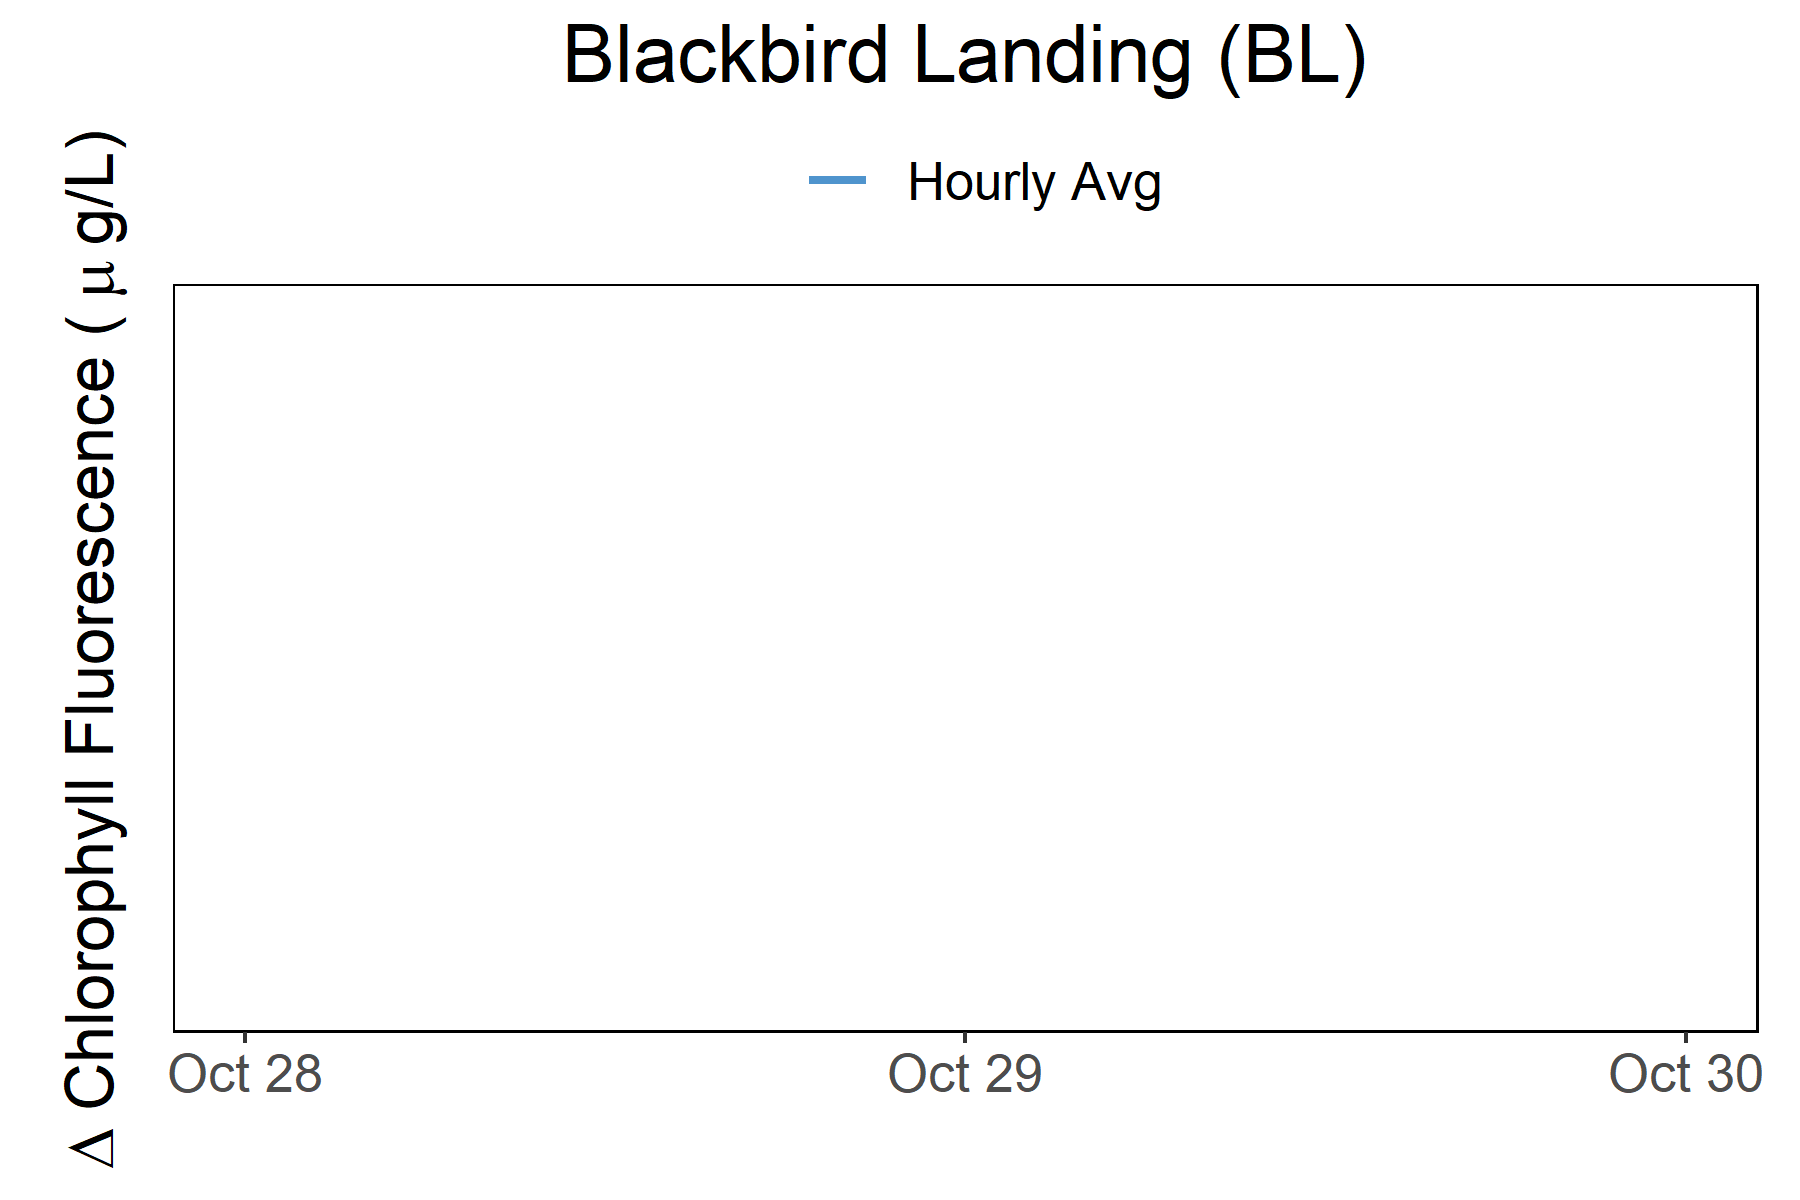 Blackbird Landing (BL)
Hourly Avg
Δ Chlorophyll Fluorescence ( μ g/L)
Oct 28
Oct 29
Oct 30